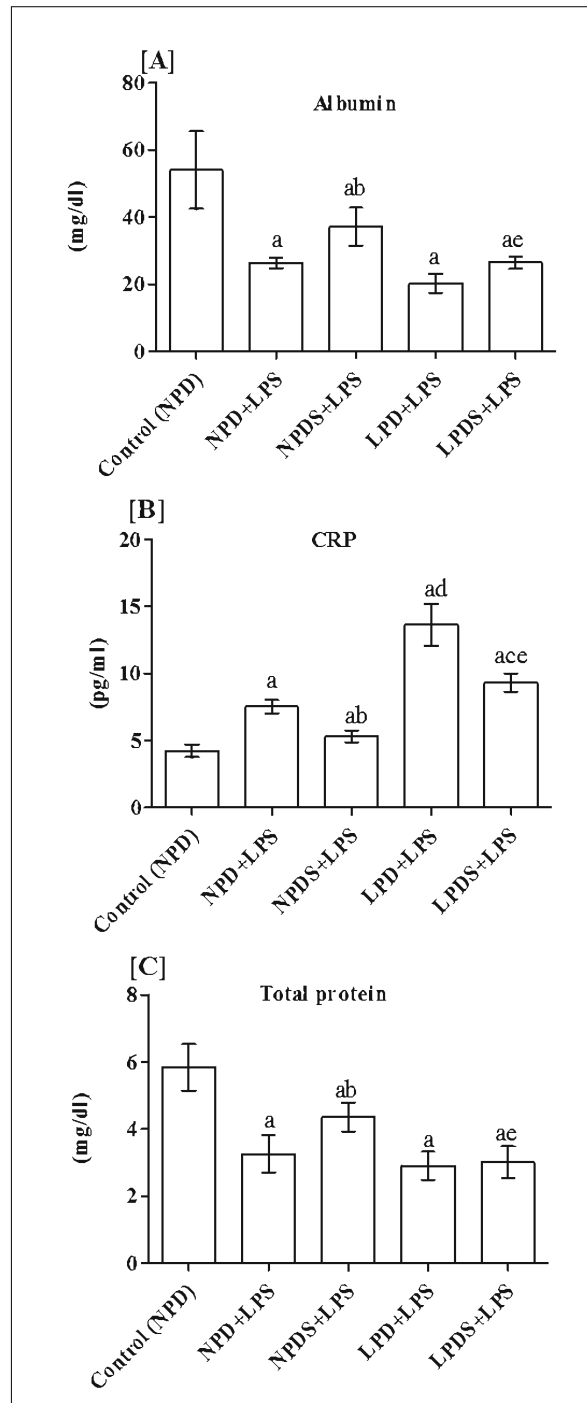 [A]
Albumin
80
60
40
20
0
(mg/dl)
a
ab
a
ae
Control (NPD)
NPD+LPS
NPDS+LPS
LPD+LPS
LPDS+LPS
[B]
CRP
20
15
10
5
0
(pg/ml)
a
ab
ad
ace
Control (NPD)
NPD+LPS
NPDS+LPS
LPD+LPS
LPDS+LPS
[C]
Total protein
8
6
4
2
0
(mg/dl)
a
ab
a
ae
Control (NPD)
NPD+LPS
NPDS+LPS
LPD+LPS
LPDS+LPS